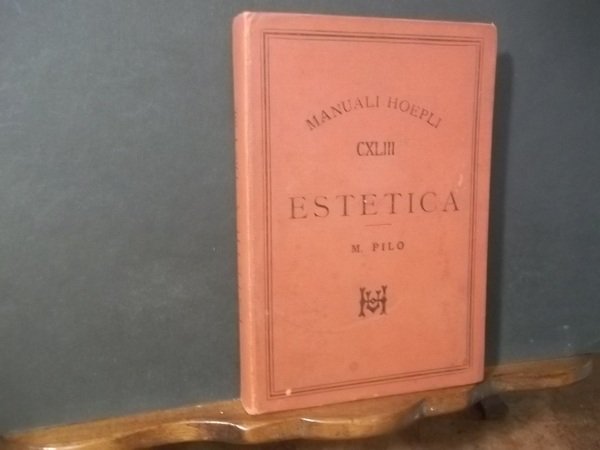 MANUALI HOEPLI
CXLIII
ESTETICA
M. PILO